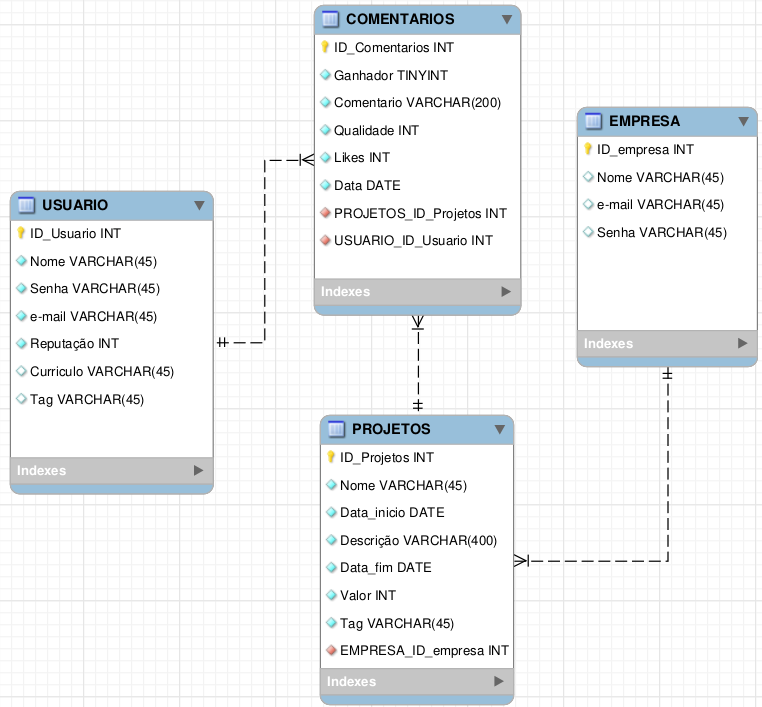 COMENTARIOS
ID_Comentarios INT
Ganhador TINYINT
Comentario VARCHAR(200)
Qualidade INT
Likes INT
Data DATE
PROJETOS_ID_Projetos INT
USUARIO_ID_Usuario INT
Indexes
EMPRESA
ID_empresa INT
Nome VARCHAR(45)
e-mail VARCHAR(45)
Senha VARCHAR(45)
Indexes
USUARIO
ID_Usuario INT
Nome VARCHAR(45)
Senha VARCHAR(45)
e-mail VARCHAR(45)
Reputação INT
Curriculo VARCHAR(45)
Tag VARCHAR(45)
Indexes
PROJETOS
ID_Projetos INT
Nome VARCHAR(45)
Data_inicio DATE
Descrição VARCHAR(400)
Data_fim DATE
Valor INT
Tag VARCHAR(45)
EMPRESA_ID_empresa INT
Indexes